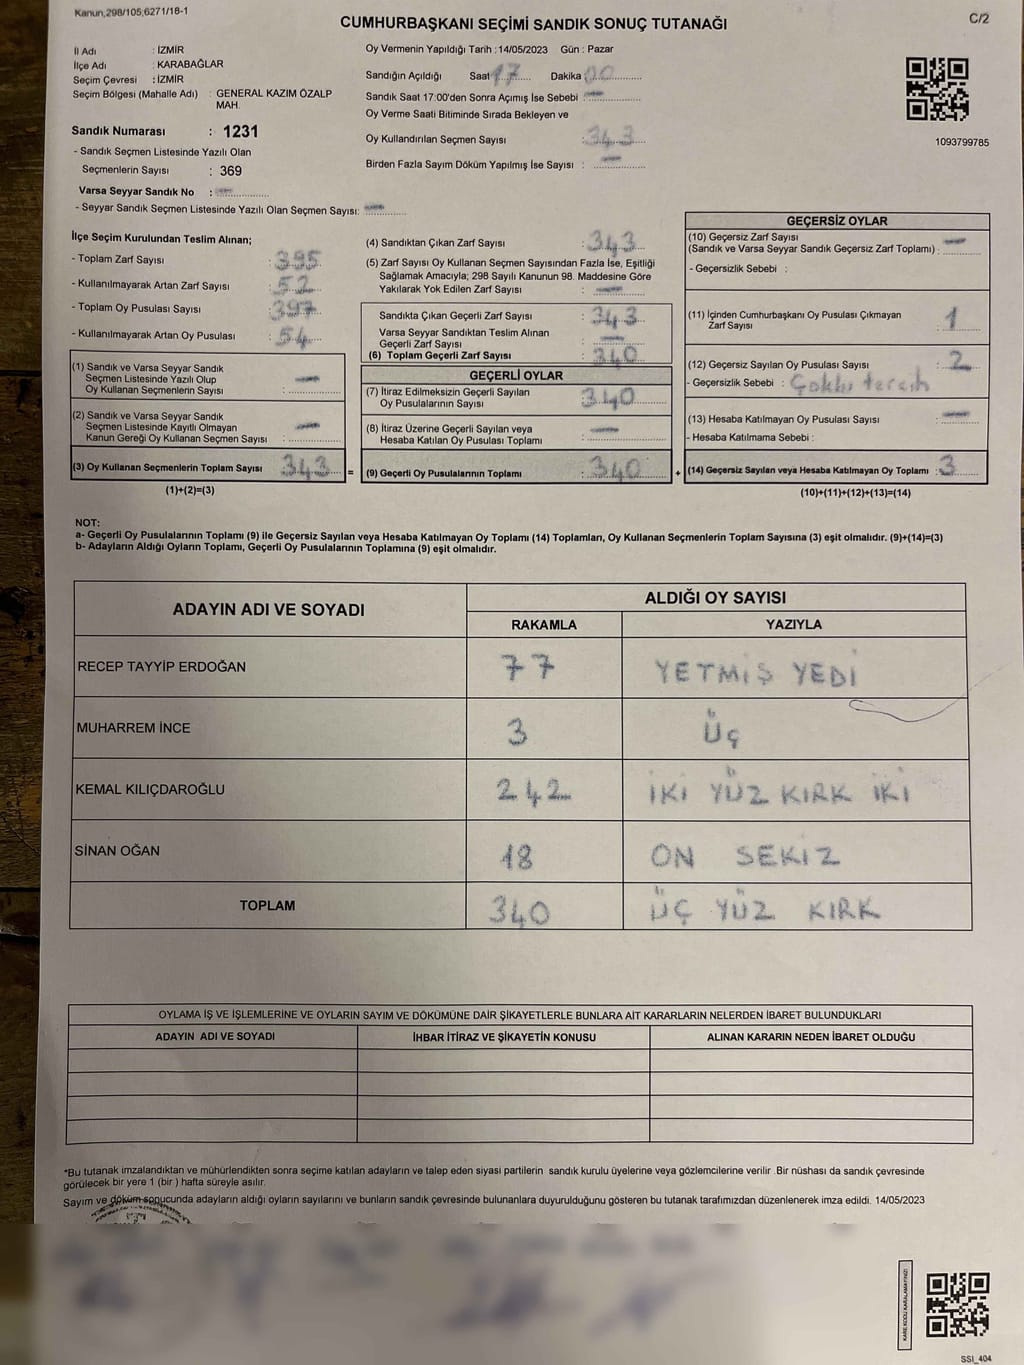 Kanun,298/105,6271/18-1
C/2
CUMHURBAŞKANI SEÇİMİ SANDIK SONUÇ TUTANAĞI
İl Adı : İZMİR
İlçe Adı : KARABAĞLAR
Seçim Çevresi : İZMİR
Seçim Bölgesi (Mahalle Adı) : GENERAL KAZIM ÖZALP
MAH.
Sandık Numarası : 1231
- Sandık Seçmen Listesinde Yazılı Olan
Seçmenlerin Sayısı : 369
Varsa Seyyar Sandık No : —
- Seyyar Sandık Seçmen Listesinde Yazılı Olan Seçmen Sayısı: —
Oy Vermenin Yapıldığı Tarih : 14/05/2023 Gün : Pazar
Sandığın Açıldığı Saat 17 Dakika 00
Sandık Saat 17:00'den Sonra Açımış İse Sebebi : —
Oy Verme Saati Bitiminde Sırada Bekleyen ve
Oy Kullandırılan Seçmen Sayısı : 343
Birden Fazla Sayım Döküm Yapılmış İse Sayısı : —
1093799785
İlçe Seçim Kurulundan Teslim Alınan;
- Toplam Zarf Sayısı : 395
- Kullanılmayarak Artan Zarf Sayısı : 52
- Toplam Oy Pusulası Sayısı : 397
- Kullanılmayarak Artan Oy Pusulası : 54
(1) Sandık ve Varsa Seyyar Sandık
Seçmen Listesinde Yazılı Olup
Oy Kullanan Seçmenlerin Sayısı : —
(2) Sandık ve Varsa Seyyar Sandık
Seçmen Listesinde Kayıtlı Olmayan
Kanun Gereği Oy Kullanan Seçmen Sayısı : —
(3) Oy Kullanan Seçmenlerin Toplam Sayısı 343 =
(1)+(2)=(3)
(4) Sandıktan Çıkan Zarf Sayısı : 343
(5) Zarf Sayısı Oy Kullanan Seçmen Sayısından Fazla İse, Eşitliği
Sağlamak Amacıyla; 298 Sayılı Kanunun 98. Maddesine Göre
Yakılarak Yok Edilen Zarf Sayısı : —
Sandıkta Çıkan Geçerli Zarf Sayısı : 343
Varsa Seyyar Sandıktan Teslim Alınan
Geçerli Zarf Sayısı : —
(6) Toplam Geçerli Zarf Sayısı : 340
GEÇERLİ OYLAR
(7) İtiraz Edilmeksizin Geçerli Sayılan
Oy Pusulalarının Sayısı : 340
(8) İtiraz Üzerine Geçerli Sayılan veya
Hesaba Katılan Oy Pusulası Toplamı : —
(9) Geçerli Oy Pusulalarının Toplamı : 340 +
GEÇERSİZ OYLAR
(10) Geçersiz Zarf Sayısı
(Sandık ve Varsa Seyyar Sandık Geçersiz Zarf Toplamı) : —
- Geçersizlik Sebebi :
(11) İçinden Cumhurbaşkanı Oy Pusulası Çıkmayan
Zarf Sayısı : 1
(12) Geçersiz Sayılan Oy Pusulası Sayısı : 2
- Geçersizlik Sebebi : Çoklu tercih
(13) Hesaba Katılmayan Oy Pusulası Sayısı : —
- Hesaba Katılmama Sebebi :
(14) Geçersiz Sayılan veya Hesaba Katılmayan Oy Toplamı : 3
(10)+(11)+(12)+(13)=(14)
NOT:
a- Geçerli Oy Pusulalarının Toplamı (9) ile Geçersiz Sayılan veya Hesaba Katılmayan Oy Toplamı (14) Toplamları, Oy Kullanan Seçmenlerin Toplam Sayısına (3) eşit olmalıdır. (9)+(14)=(3)
b- Adayların Aldığı Oyların Toplamı, Geçerli Oy Pusulalarının Toplamına (9) eşit olmalıdır.
ADAYIN ADI VE SOYADI
ALDIĞI OY SAYISI
RAKAMLA YAZIYLA
RECEP TAYYİP ERDOĞAN 77 YETMİŞ YEDİ
MUHARREM İNCE 3 Üç
KEMAL KILIÇDAROĞLU 242 İKİ YÜZ KIRK İKİ
SİNAN OĞAN 18 ON SEKİZ
TOPLAM 340 ÜÇ YÜZ KIRK
OYLAMA İŞ VE İŞLEMLERİNE VE OYLARIN SAYIM VE DÖKÜMÜNE DAİR ŞİKAYETLERLE BUNLARA AİT KARARLARIN NELERDEN İBARET BULUNDUKLARI
ADAYIN ADI VE SOYADI İHBAR İTİRAZ VE ŞİKAYETİN KONUSU ALINAN KARARIN NEDEN İBARET OLDUĞU
*Bu tutanak imzalandıktan ve mühürlendikten sonra seçime katılan adayların ve talep eden siyasi partilerin sandık kurulu üyelerine veya gözlemcilerine verilir .Bir nüshası da sandık çevresinde
görülecek bir yere 1 (bir ) hafta süreyle asılır.
Sayım ve döküm sonucunda adayların aldığı oyların sayılarını ve bunların sandık çevresinde bulunanlara duyurulduğunu gösteren bu tutanak tarafımızdan düzenlenerek imza edildi. 14/05/2023
KARE KODU KARALAMAYINIZ!
SSI_404